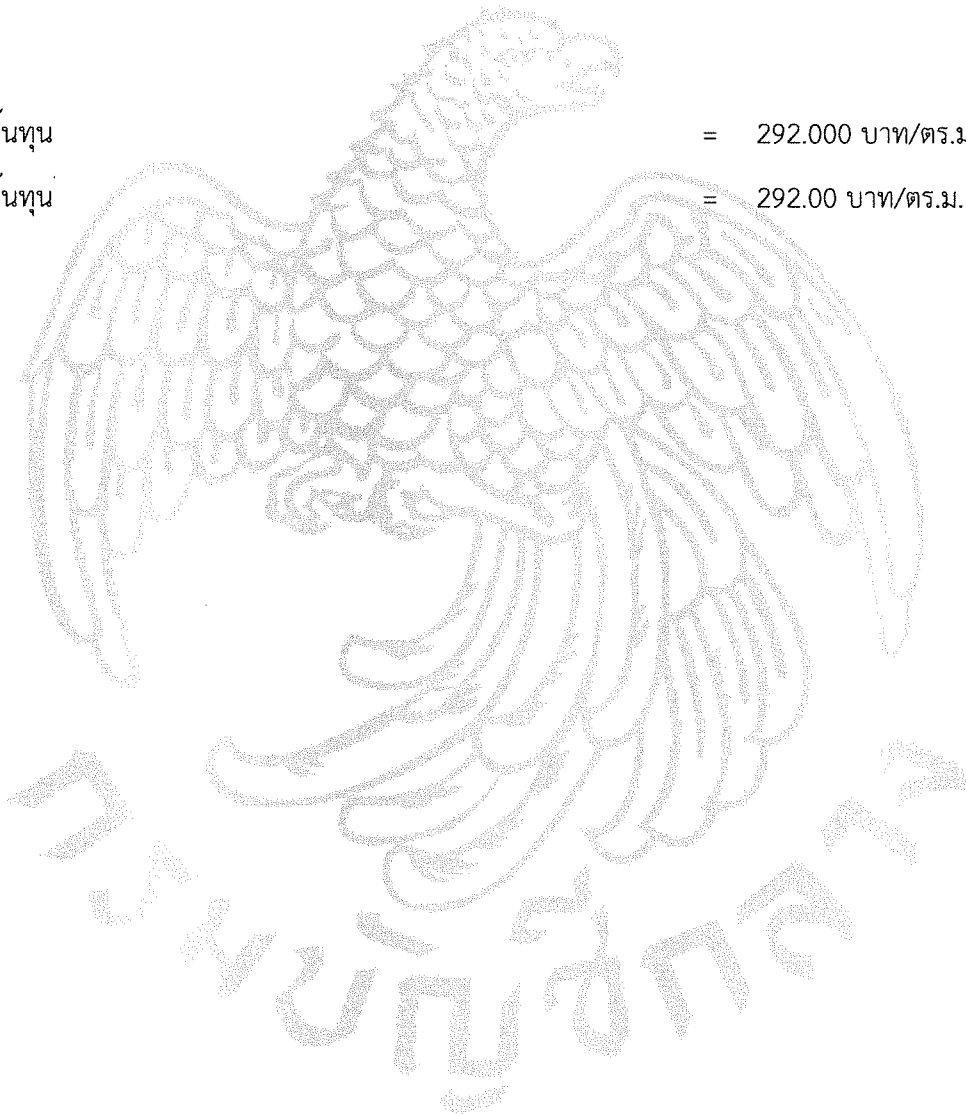 ้นทุน = 292.000 บาท/ตร.ม
้นทุน = 292.00 บาท/ตร.ม.
กรมบัญชีกลาง